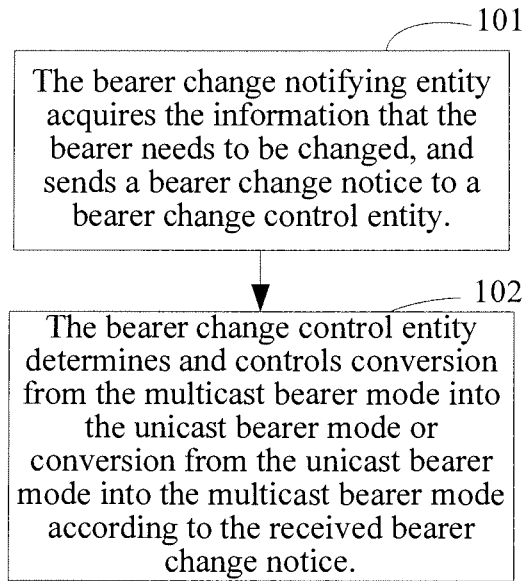 101
The bearer change notifying entity
acquires the information that the
bearer needs to be changed, and
sends a bearer change notice to a
bearer change control entity.
102
The bearer change control entity
determines and controls conversion
from the multicast bearer mode into
the unicast bearer mode or
conversion from the unicast bearer
mode into the multicast bearer mode
according to the received bearer
change notice.